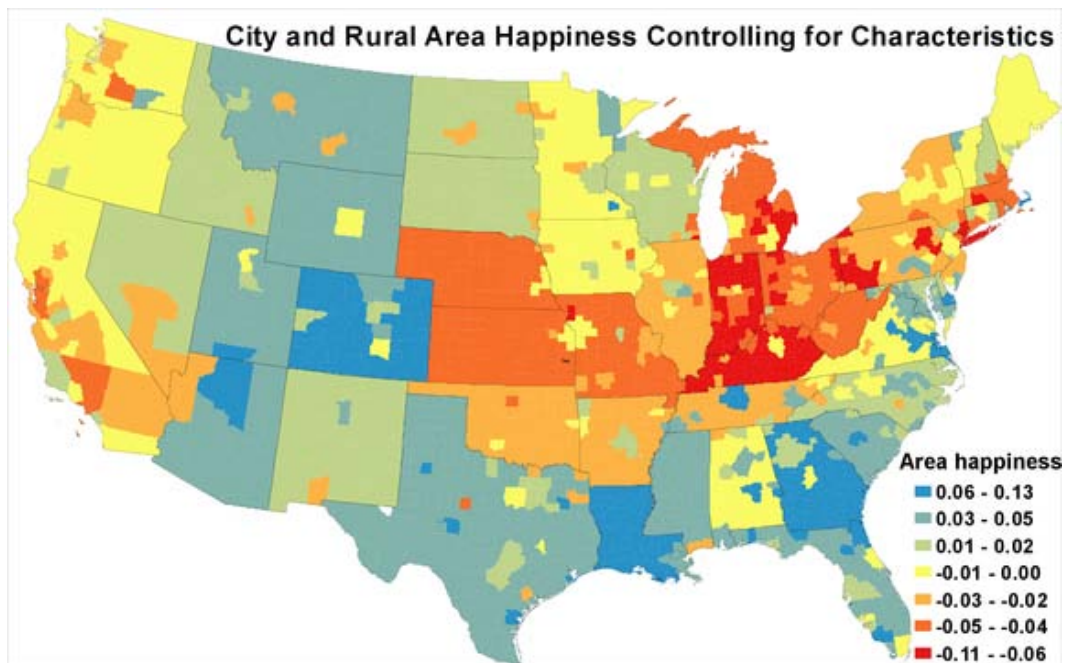 City and Rural Area Happiness Controlling for Characteristics
Area happiness
0.06 - 0.13
0.03 - 0.05
0.01 - 0.02
-0.01 - 0.00
-0.03 - -0.02
-0.05 - -0.04
-0.11 - -0.06